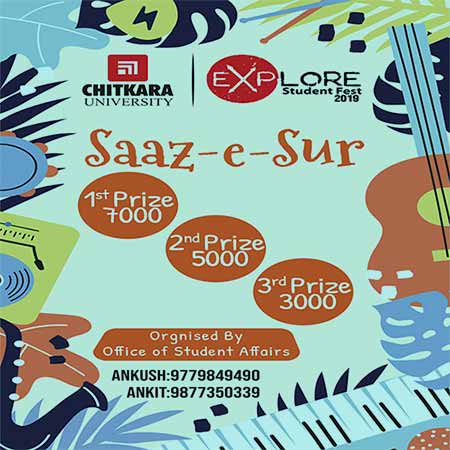 CHITKARA
UNIVERSITY
EXPLORE
Student Fest
2019
Saaz-e-Sur
1st Prize
7000
2nd Prize
5000
3rd Prize
3000
Orgnised By
Office of Student Affairs
ANKUSH:9779849490
ANKIT:9877350339